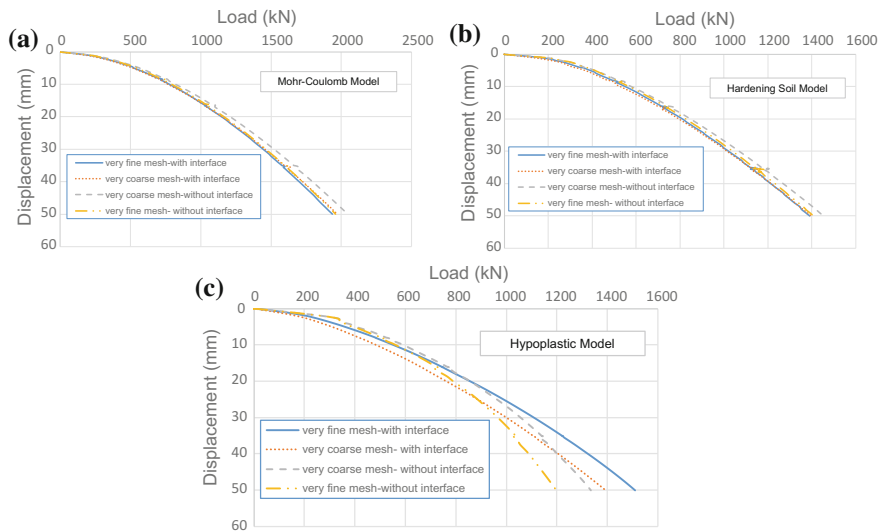 (a)
Load (kN)
0 500 1000 1500 2000 2500
0
10
20
30
40
50
60
Displacement (mm)
Mohr-Coulomb Model
very fine mesh-with interface
very coarse mesh-with interface
very coarse mesh-without interface
very fine mesh- without interface
(b)
Load (kN)
0 200 400 600 800 1000 1200 1400 1600
0
10
20
30
40
50
60
Displacement (mm)
Hardening Soil Model
very fine mesh-with interface
very coarse mesh-with interface
very coarse mesh-without interface
very fine mesh- without interface
(c)
Load (kN)
0 200 400 600 800 1000 1200 1400 1600
0
10
20
30
40
50
60
Displacement (mm)
Hypoplastic Model
very fine mesh-with interface
very coarse mesh- with interface
very coarse mesh- without interface
very fine mesh-without interface